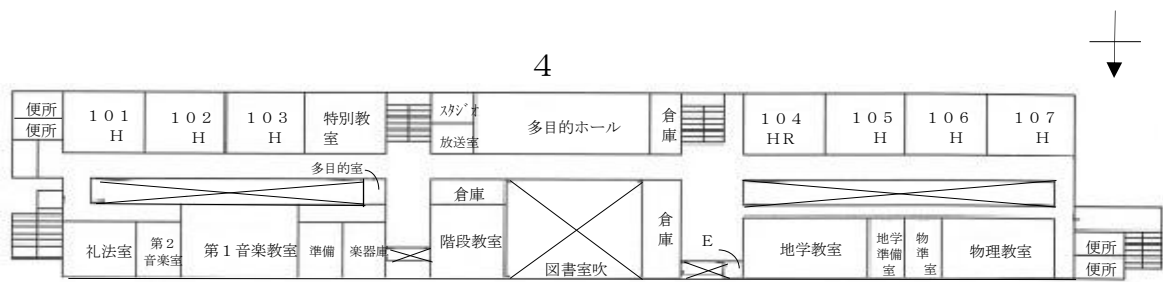 4
便所
便所
101
H
102
H
103
H
特別教
室
スタジオ
放送室
多目的ホール
倉
庫
104
HR
105
H
106
H
107
H
多目的室
倉庫
階段教室
図書室吹
倉
庫
E
礼法室
第2
音楽室
第1音楽教室
準備
楽器庫
地学教室
地学
準備
室
物
準
室
物理教室
便所
便所